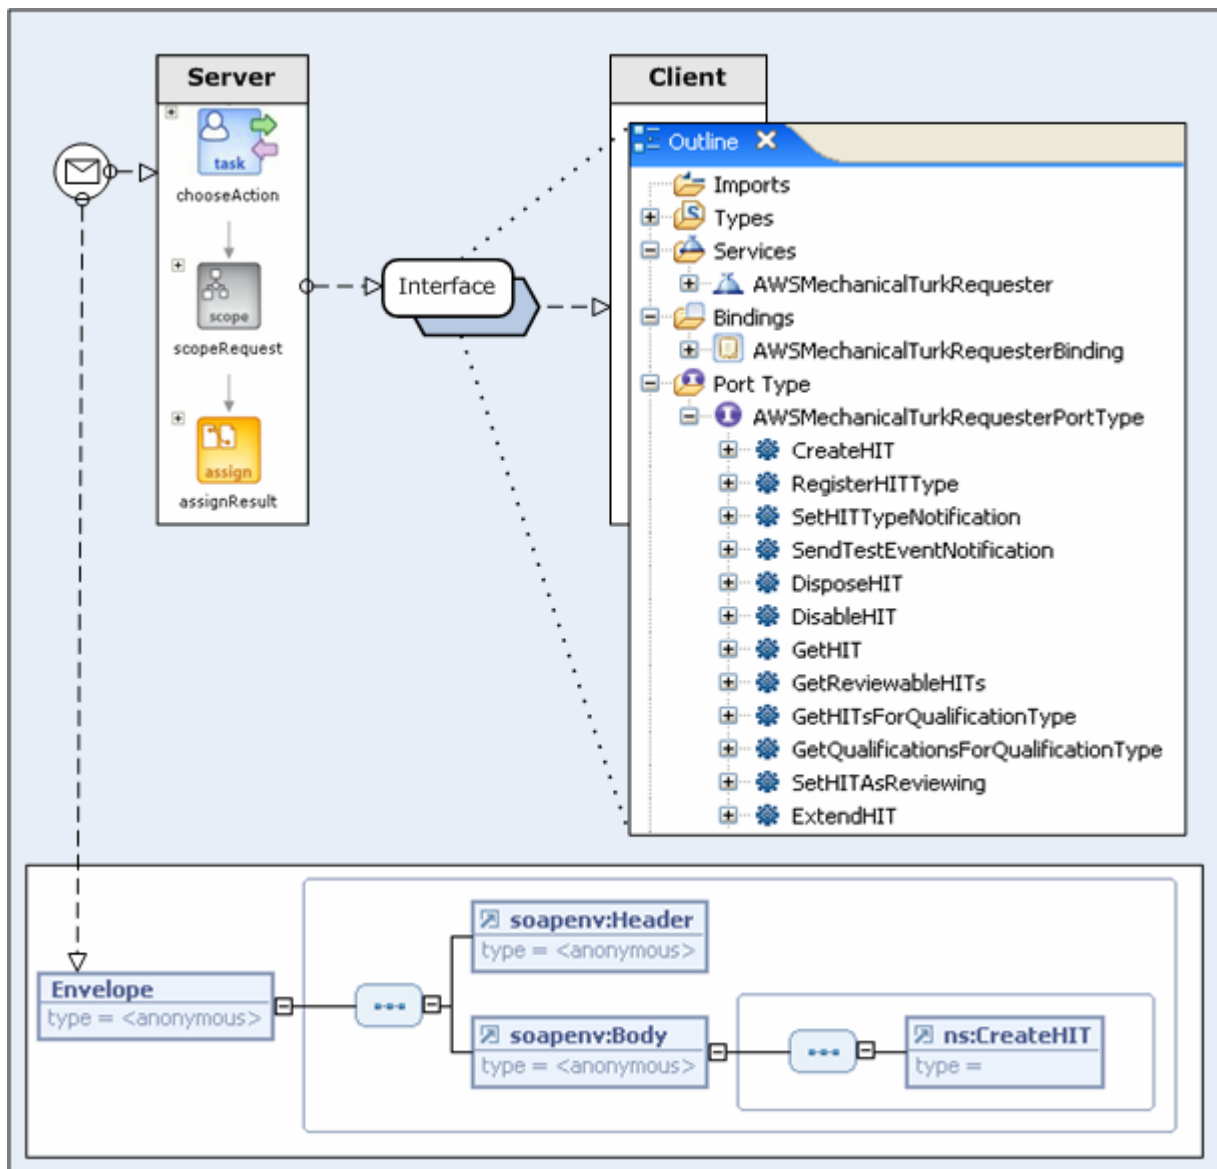 Server
task
chooseAction
scope
scopeRequest
assign
assignResult
Interface
Client
Outline
Imports
Types
Services
AWSMechanicalTurkRequester
Bindings
AWSMechanicalTurkRequesterBinding
Port Type
AWSMechanicalTurkRequesterPortType
CreateHIT
RegisterHITType
SetHITTypeNotification
SendTestEventNotification
DisposeHIT
DisableHIT
GetHIT
GetReviewableHITs
GetHITsForQualificationType
GetQualificationsForQualificationType
SetHITAsReviewing
ExtendHIT
Envelope
type = <anonymous>
soapenv:Header
type = <anonymous>
soapenv:Body
type = <anonymous>
ns:CreateHIT
type =